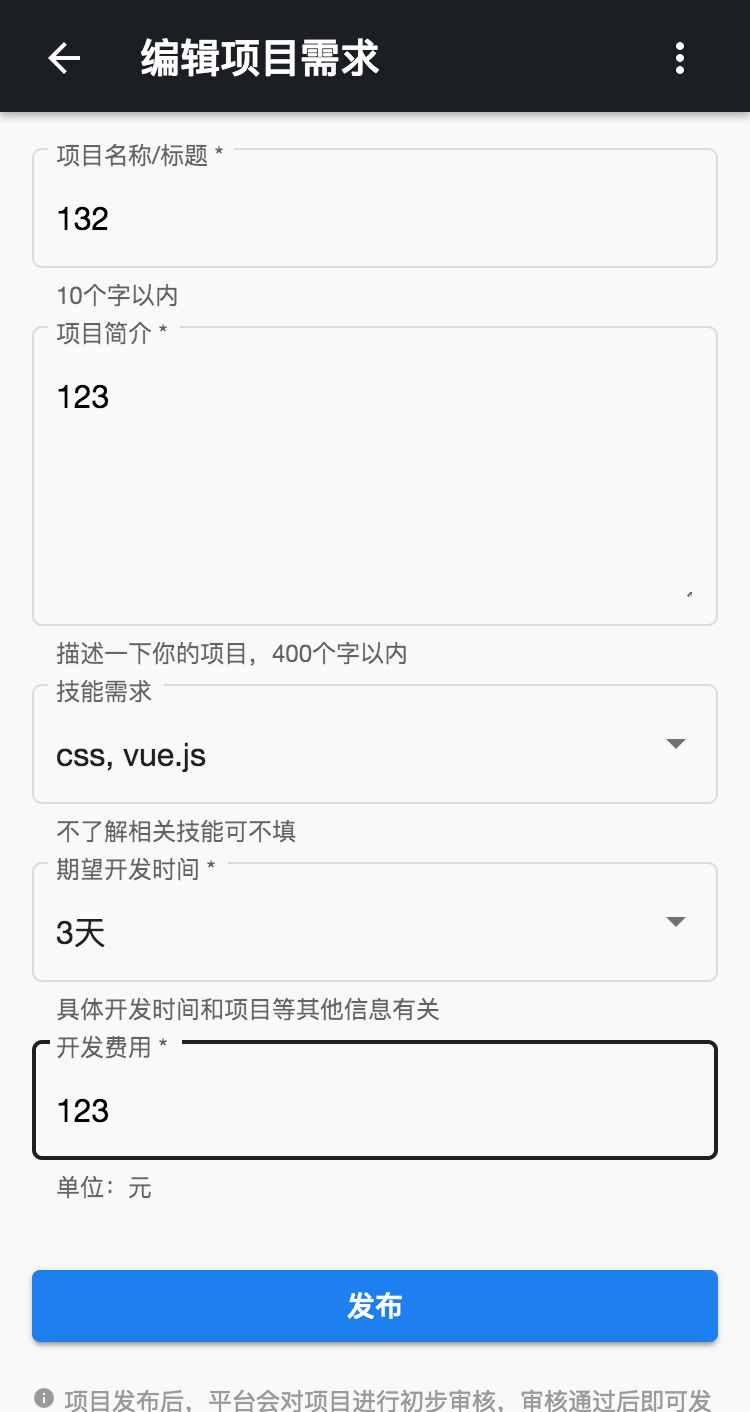 编辑项目需求
项目名称/标题 *
132
10个字以内
项目简介 *
123
描述一下你的项目，400个字以内
技能需求
css, vue.js
不了解相关技能可不填
期望开发时间 *
3天
具体开发时间和项目等其他信息有关
开发费用 *
123
单位：元
发布
项目发布后，平台会对项目进行初步审核，审核通过后即可发